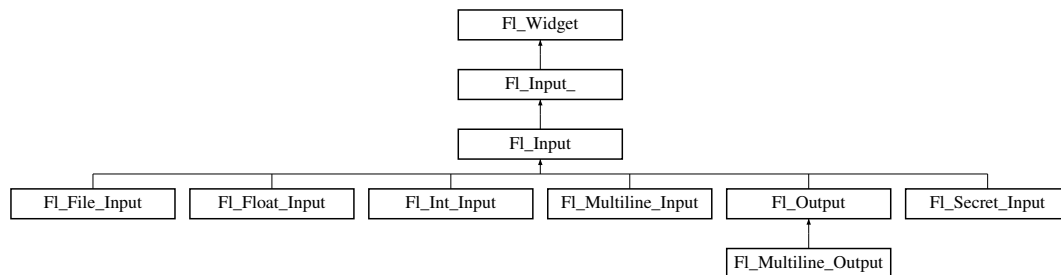 Fl_Widget
Fl_Input_
Fl_Input
Fl_File_Input Fl_Float_Input Fl_Int_Input Fl_Multiline_Input Fl_Output Fl_Secret_Input
Fl_Multiline_Output